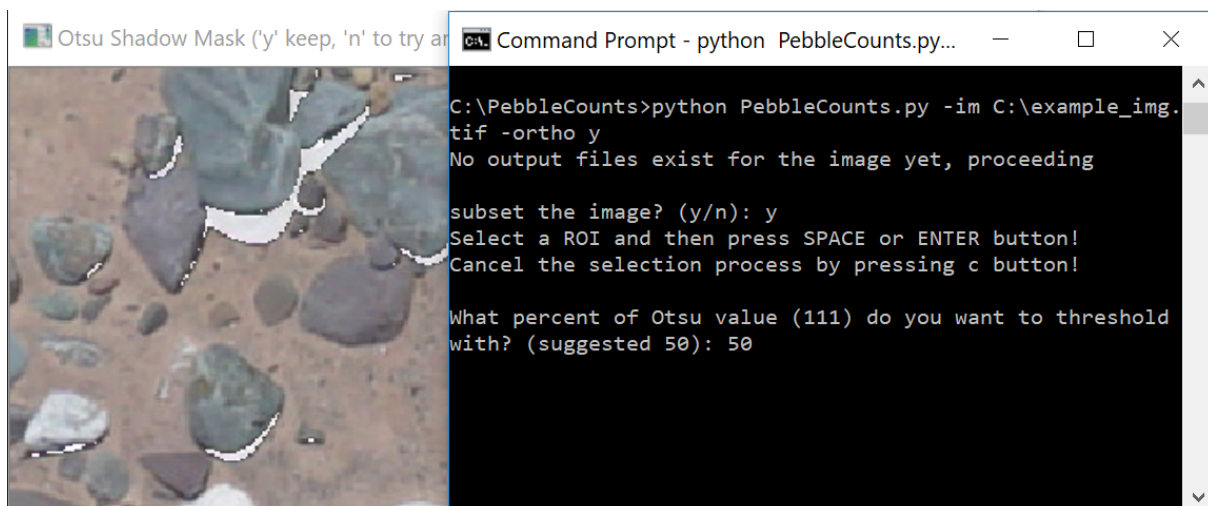 Otsu Shadow Mask ('y' keep, 'n' to try
Command Prompt - python PebbleCounts.py...
C:\PebbleCounts>python PebbleCounts.py -im C:\example_img.
tif -ortho y
No output files exist for the image yet, proceeding
subset the image? (y/n): y
Select a ROI and then press SPACE or ENTER button!
Cancel the selection process by pressing c button!
What percent of Otsu value (111) do you want to threshold
with? (suggested 50): 50